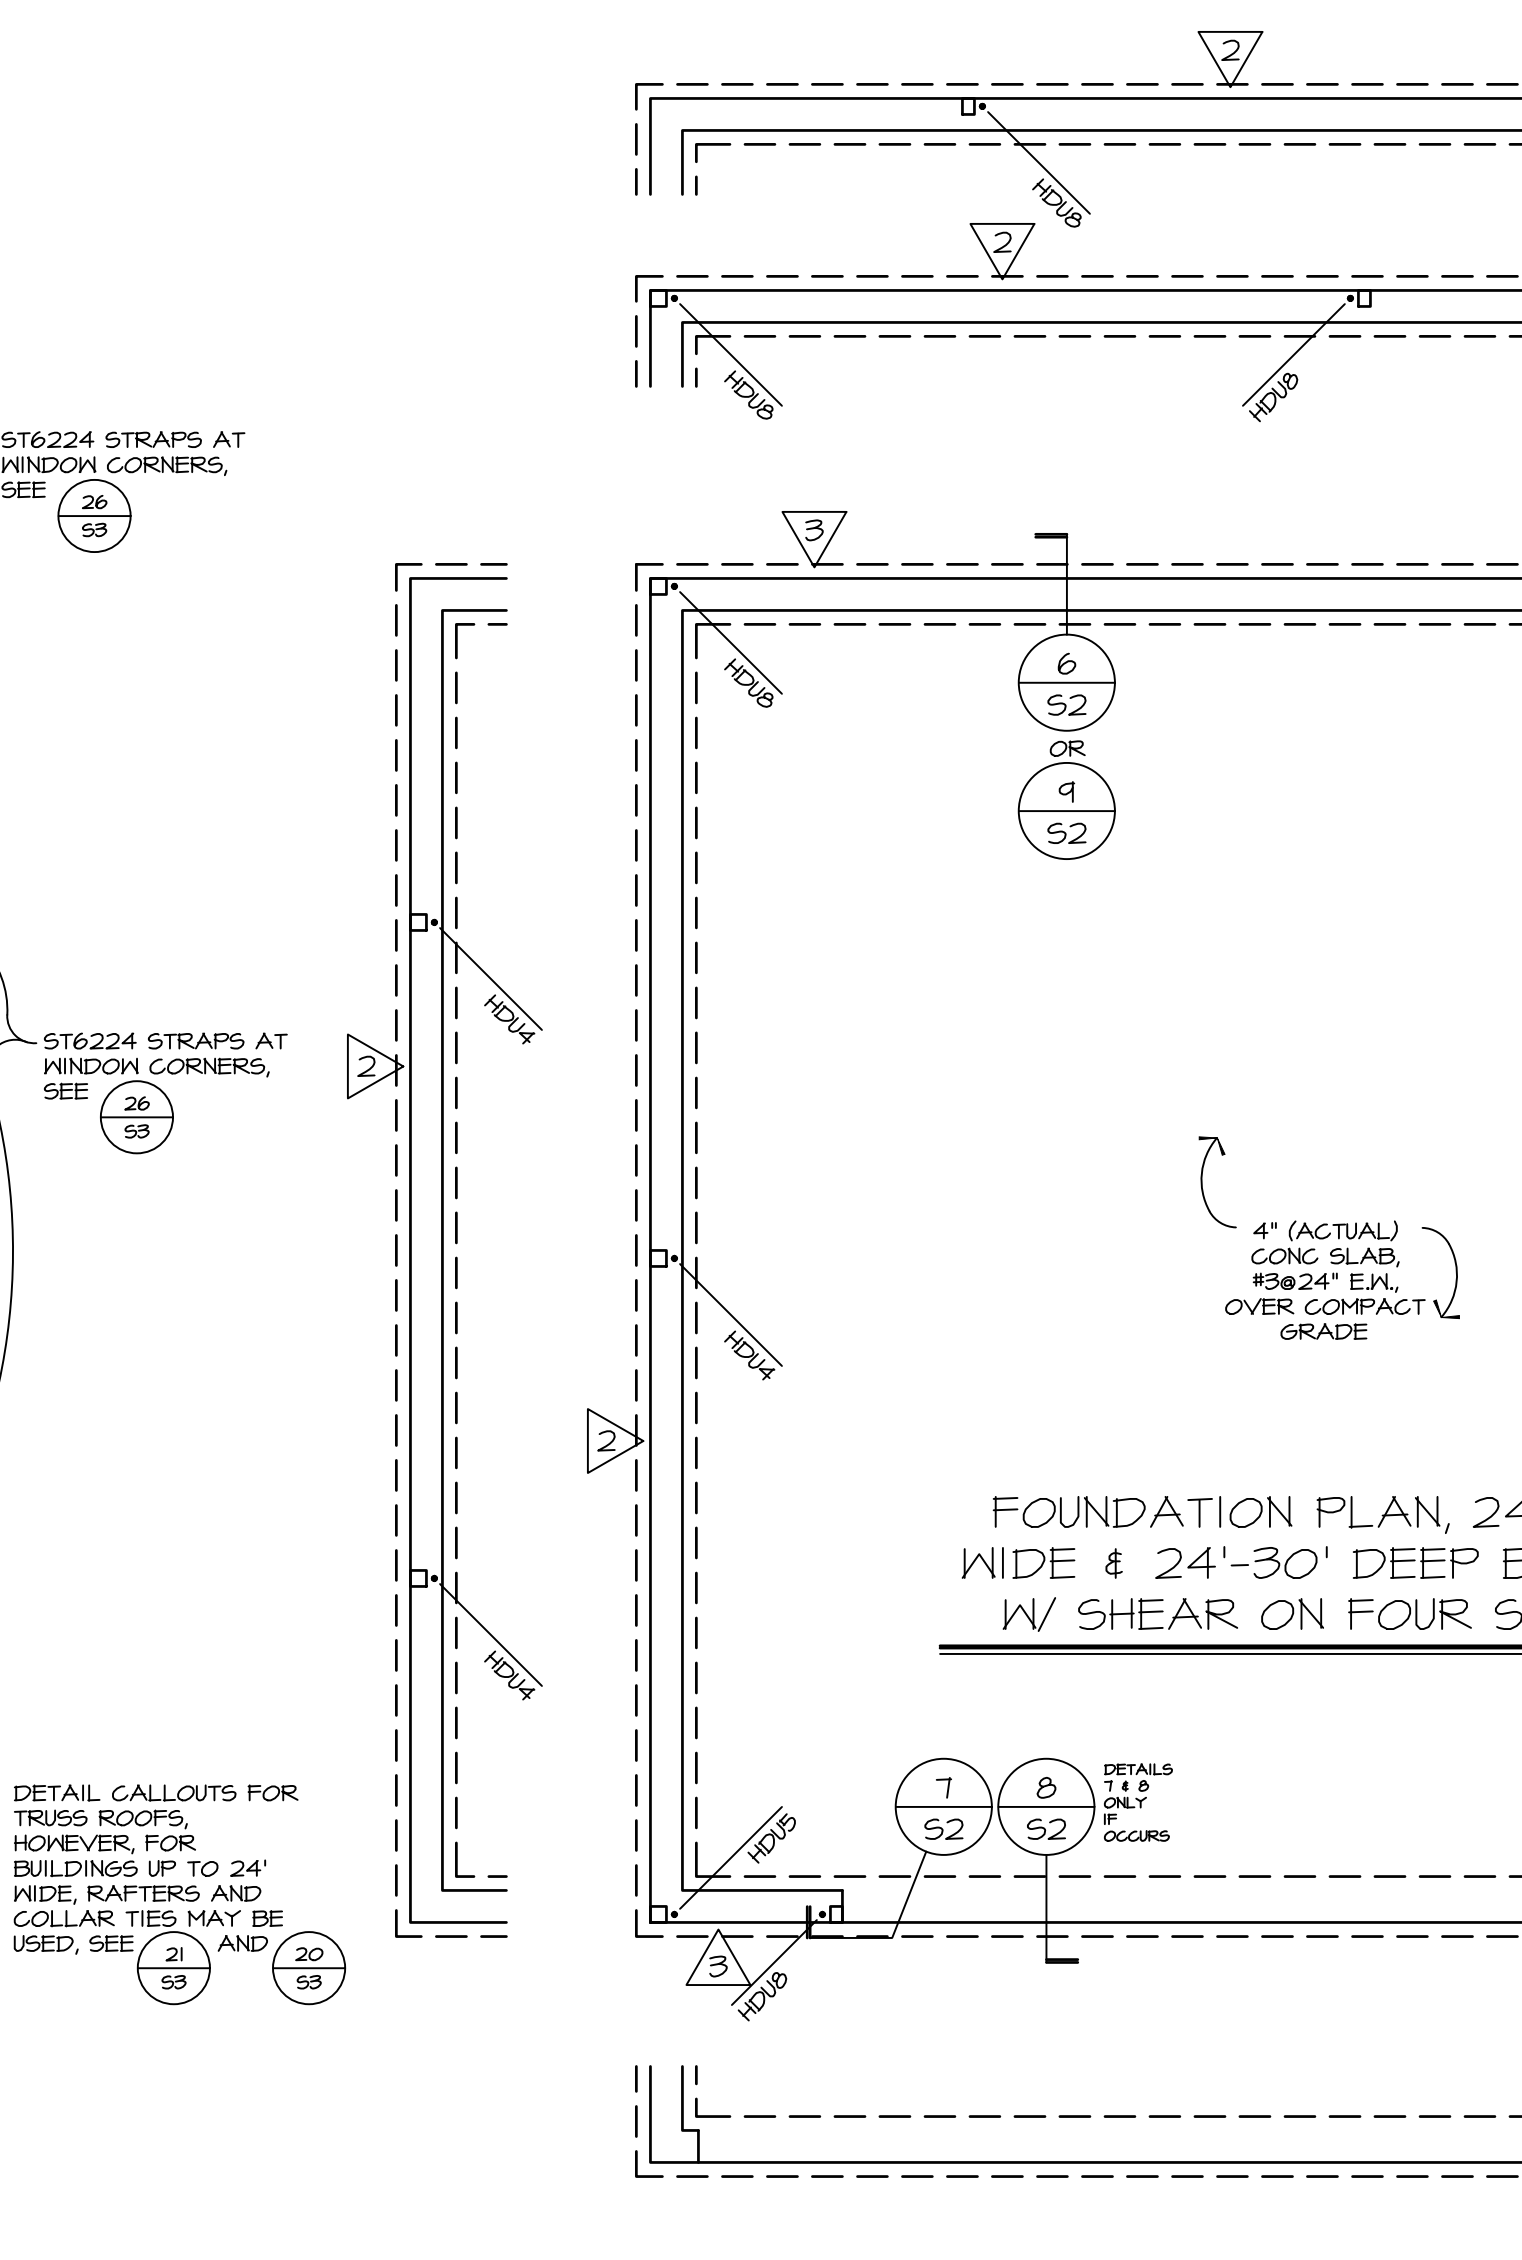 2
HDU8
2
HDU8
HDU8
ST6224 STRAPS AT
WINDOW CORNERS,
SEE
26
S3
3
HDU8
6
S2
OR
9
S2
HDU4
ST6224 STRAPS AT
WINDOW CORNERS,
SEE
26
S3
2
4" (ACTUAL)
CONC SLAB,
#3@24" E.W.,
OVER COMPACT
GRADE
HDU4
2
FOUNDATION PLAN, 24
WIDE & 24'-30' DEEP
W/ SHEAR ON FOUR S
HDU4
DETAIL CALLOUTS FOR
TRUSS ROOFS,
HOWEVER, FOR
BUILDINGS UP TO 24'
WIDE, RAFTERS AND
COLLAR TIES MAY BE
USED, SEE
21
S3
AND
20
S3
7
S2
8
S2
DETAILS
7 & 8
ONLY
IF
OCCURS
HDU5
3
HDU8